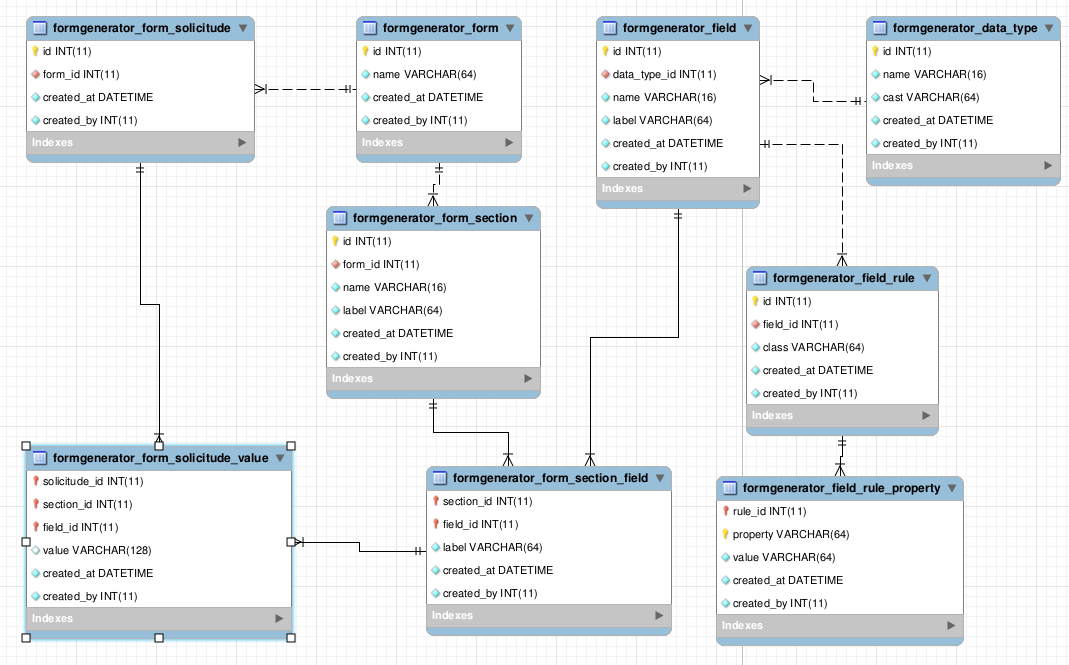 formgenerator_form_solicitude
id INT(11)
form_id INT(11)
created_at DATETIME
created_by INT(11)
Indexes
formgenerator_form
id INT(11)
name VARCHAR(64)
created_at DATETIME
created_by INT(11)
Indexes
formgenerator_field
id INT(11)
data_type_id INT(11)
name VARCHAR(16)
label VARCHAR(64)
created_at DATETIME
created_by INT(11)
Indexes
formgenerator_data_type
id INT(11)
name VARCHAR(16)
cast VARCHAR(64)
created_at DATETIME
created_by INT(11)
Indexes
formgenerator_form_section
id INT(11)
form_id INT(11)
name VARCHAR(16)
label VARCHAR(64)
created_at DATETIME
created_by INT(11)
Indexes
formgenerator_field_rule
id INT(11)
field_id INT(11)
class VARCHAR(64)
created_at DATETIME
created_by INT(11)
Indexes
formgenerator_form_solicitude_value
solicitude_id INT(11)
section_id INT(11)
field_id INT(11)
value VARCHAR(128)
created_at DATETIME
created_by INT(11)
Indexes
formgenerator_form_section_field
section_id INT(11)
field_id INT(11)
label VARCHAR(64)
created_at DATETIME
created_by INT(11)
Indexes
formgenerator_field_rule_property
rule_id INT(11)
property VARCHAR(64)
value VARCHAR(64)
created_at DATETIME
created_by INT(11)
Indexes